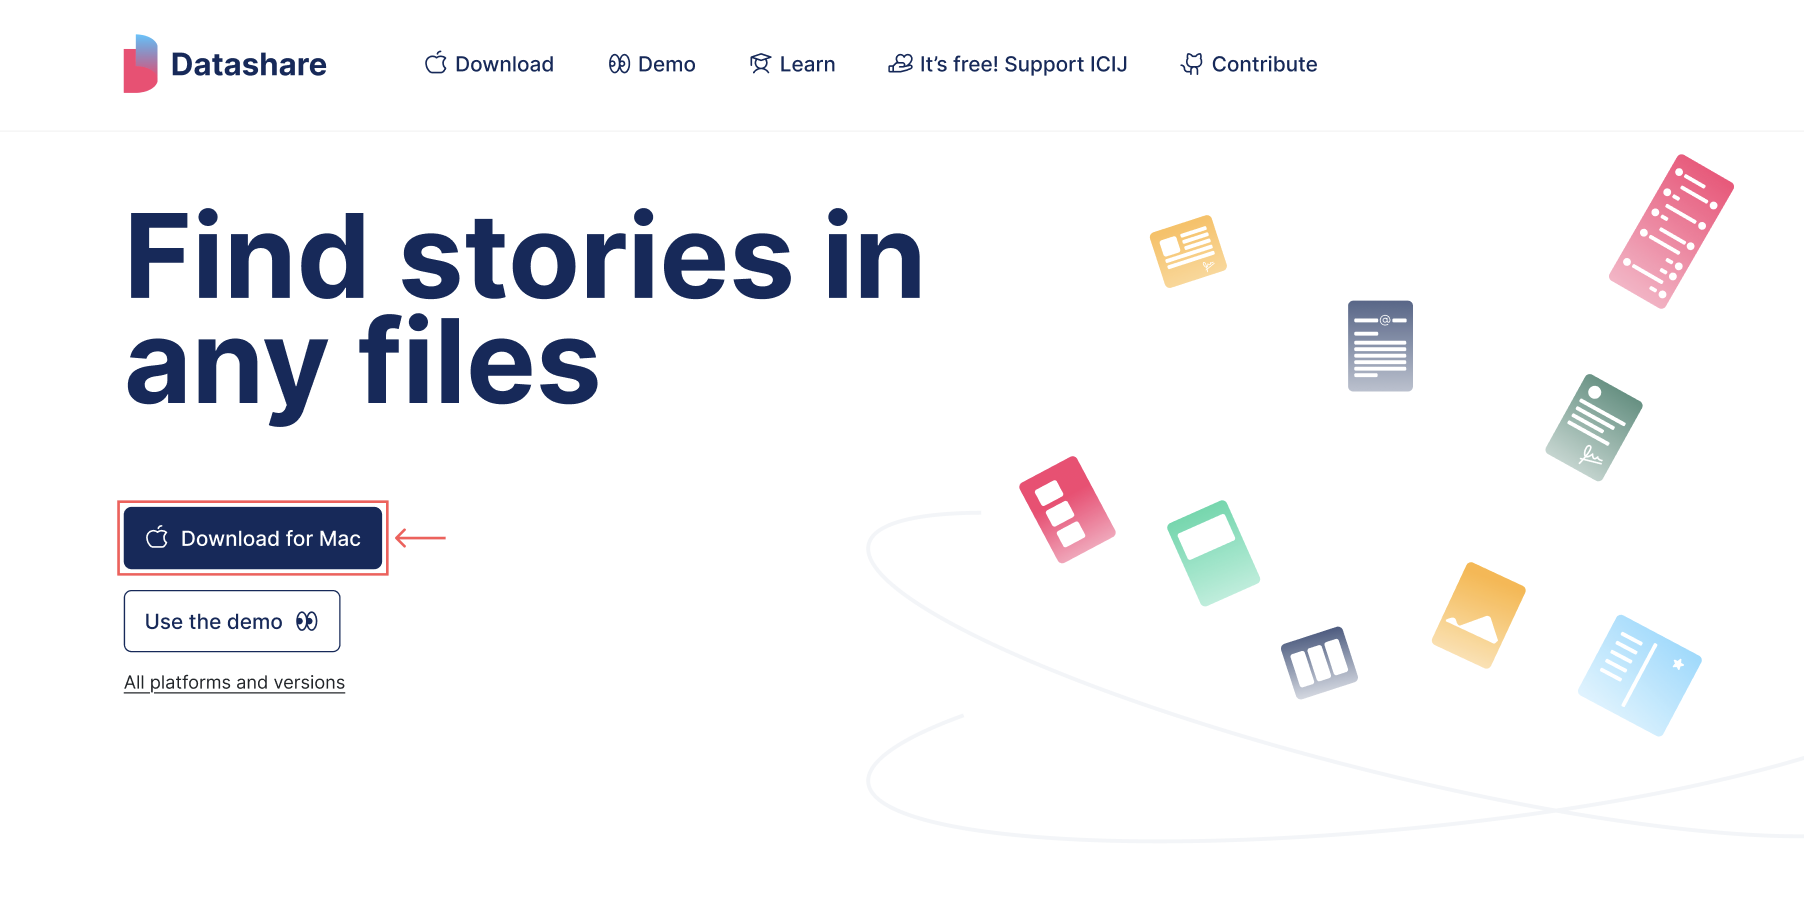 Datashare
Download
Demo
Learn
It’s free! Support ICIJ
Contribute
Find stories in
any files
Download for Mac
Use the demo
All platforms and versions
@